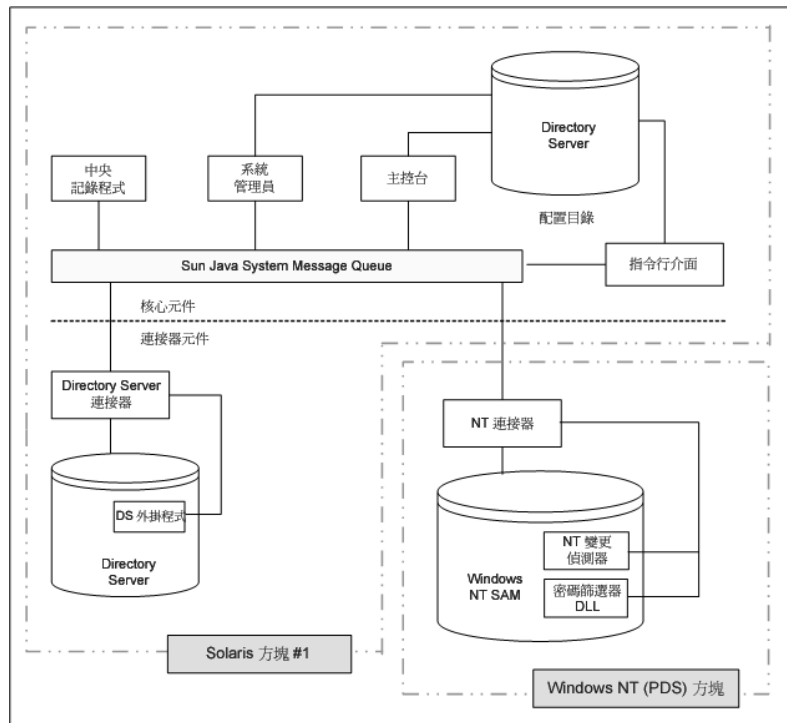 Directory
Server
中央
記錄程式
系統
管理員
主控台
配置目錄
Sun Java System Message Queue
指令行介面
核心元件
連接器元件
Directory Server
連接器
NT 連接器
DS 外掛程式
Directory
Server
NT 變更
偵測器
Windows
NT SAM
密碼篩選器
DLL
Solaris 方塊 #1
Windows NT (PDS) 方塊